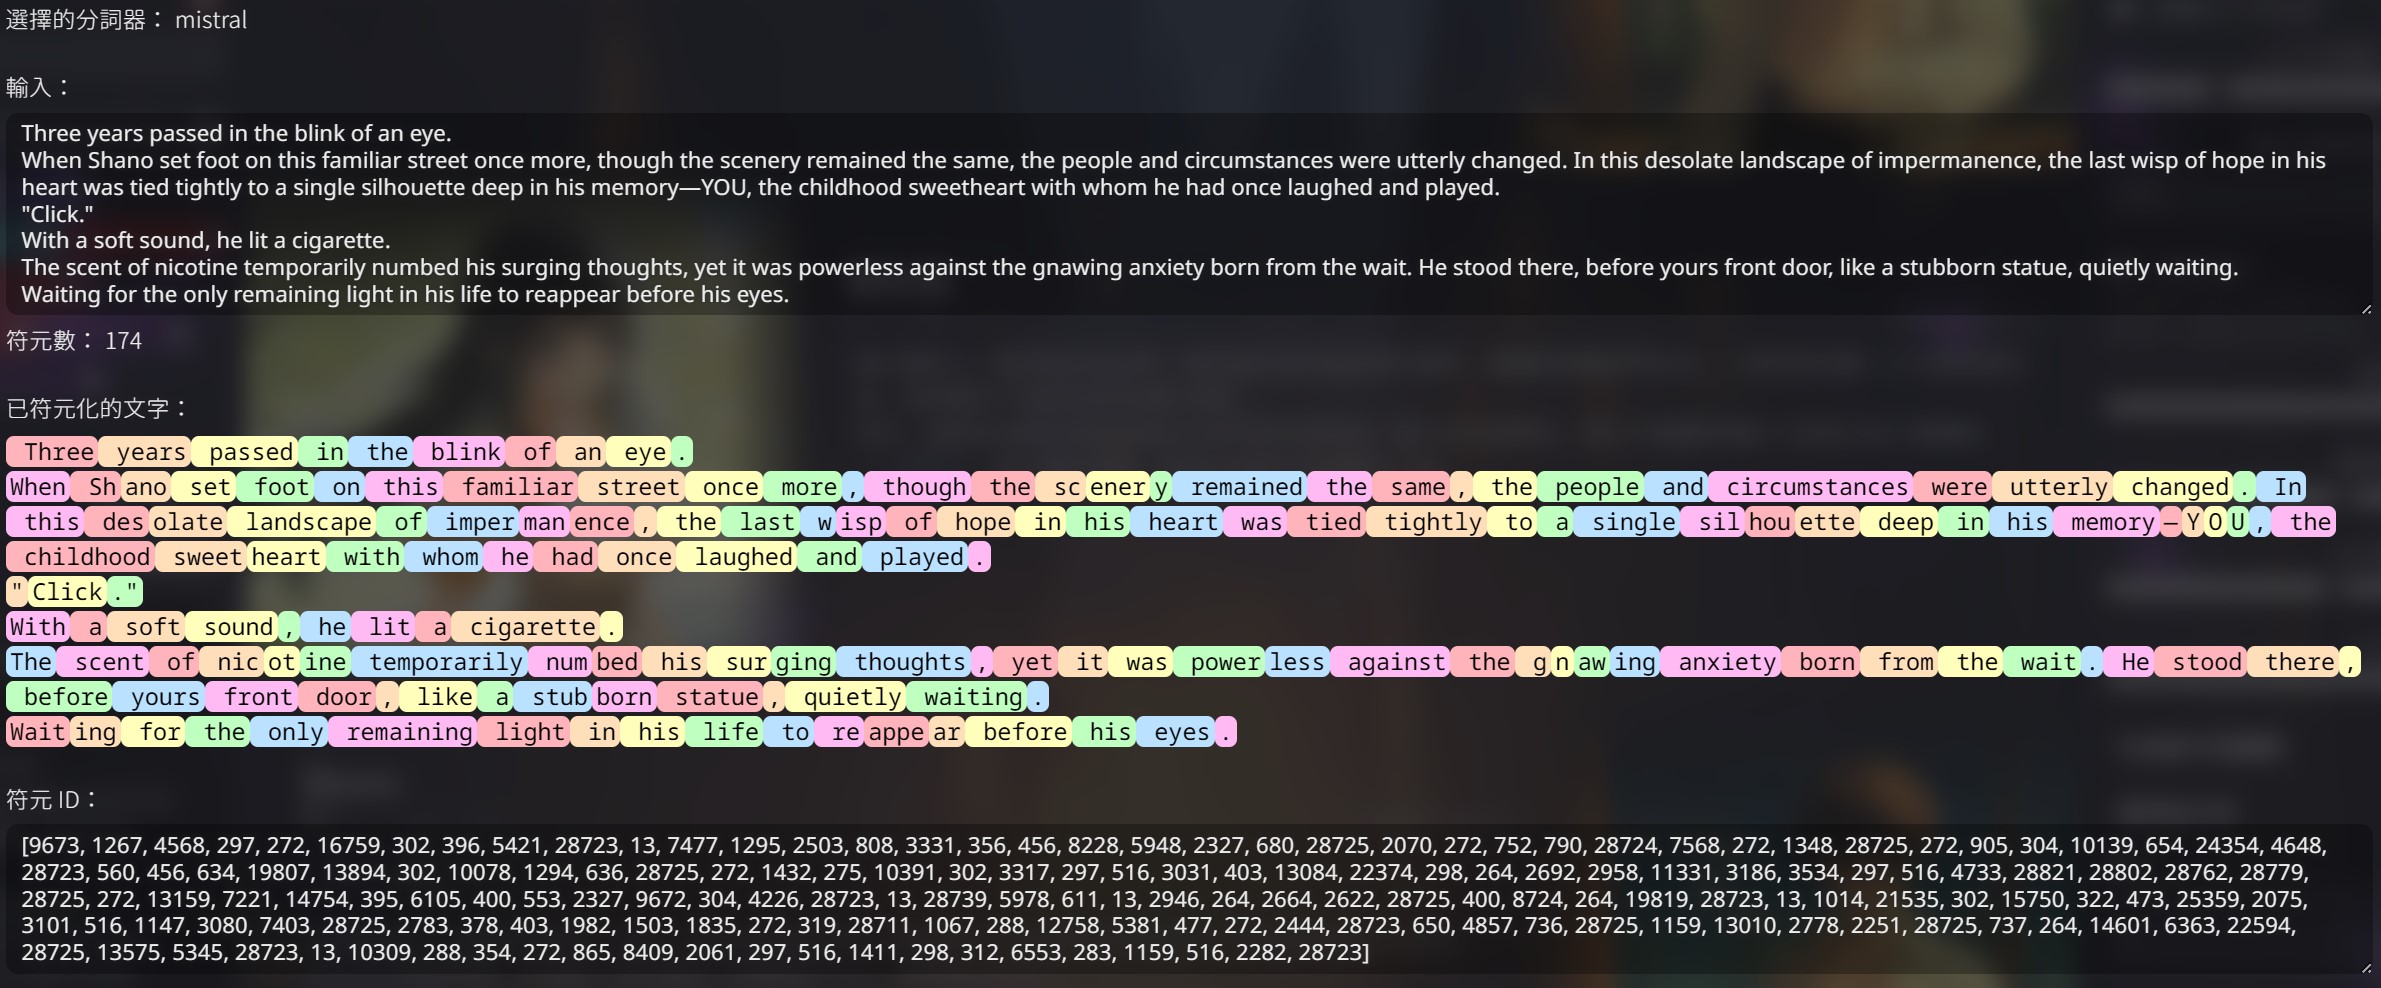 選擇的分詞器： mistral
輸入：
Three years passed in the blink of an eye.
When Shano set foot on this familiar street once more, though the scenery remained the same, the people and circumstances were utterly changed. In this desolate landscape of impermanence, the last wisp of hope in his
heart was tied tightly to a single silhouette deep in his memory—YOU, the childhood sweetheart with whom he had once laughed and played.
"Click."
With a soft sound, he lit a cigarette.
The scent of nicotine temporarily numbed his surging thoughts, yet it was powerless against the gnawing anxiety born from the wait. He stood there, before yours front door, like a stubborn statue, quietly waiting.
Waiting for the only remaining light in his life to reappear before his eyes.
符元數： 174
已符元化的文字：
Three years passed in the blink of an eye.
When Shano set foot on this familiar street once more, though the scenery remained the same, the people and circumstances were utterly changed. In
this desolate landscape of impermanence, the last wisp of hope in his heart was tied tightly to a single silhouette deep in his memory—YOU, the
childhood sweetheart with whom he had once laughed and played.
"Click."
With a soft sound, he lit a cigarette.
The scent of nicotine temporarily numbed his surging thoughts, yet it was powerless against the gnawing anxiety born from the wait. He stood there,
before yours front door, like a stubborn statue, quietly waiting.
Waiting for the only remaining light in his life to reappear before his eyes.
符元 ID：
[9673, 1267, 4568, 297, 272, 16759, 302, 396, 5421, 28723, 13, 7477, 1295, 2503, 808, 3331, 356, 456, 8228, 5948, 2327, 680, 28725, 2070, 272, 752, 790, 28724, 7568, 272, 1348, 28725, 272, 905, 304, 10139, 654, 24354, 4648,
28723, 560, 456, 634, 19807, 13894, 302, 10078, 1294, 636, 28725, 272, 1432, 275, 10391, 302, 3317, 297, 516, 3031, 403, 13084, 22374, 298, 264, 2692, 2958, 11331, 3186, 3534, 297, 516, 4733, 28821, 28802, 28762, 28779,
28725, 272, 13159, 7221, 14754, 395, 6105, 400, 553, 2327, 9672, 304, 4226, 28723, 13, 28739, 5978, 611, 13, 2946, 264, 2664, 2622, 28725, 400, 8724, 264, 19819, 28723, 13, 1014, 21535, 302, 15750, 322, 473, 25359, 2075,
3101, 516, 1147, 3080, 7403, 28725, 2783, 378, 403, 1982, 1503, 1835, 272, 319, 28711, 1067, 288, 12758, 5381, 477, 272, 2444, 28723, 650, 4857, 736, 28725, 1159, 13010, 2778, 2251, 28725, 737, 264, 14601, 6363, 22594,
28725, 13575, 5345, 28723, 13, 10309, 288, 354, 272, 865, 8409, 2061, 297, 516, 1411, 298, 312, 6553, 283, 1159, 516, 2282, 28723]